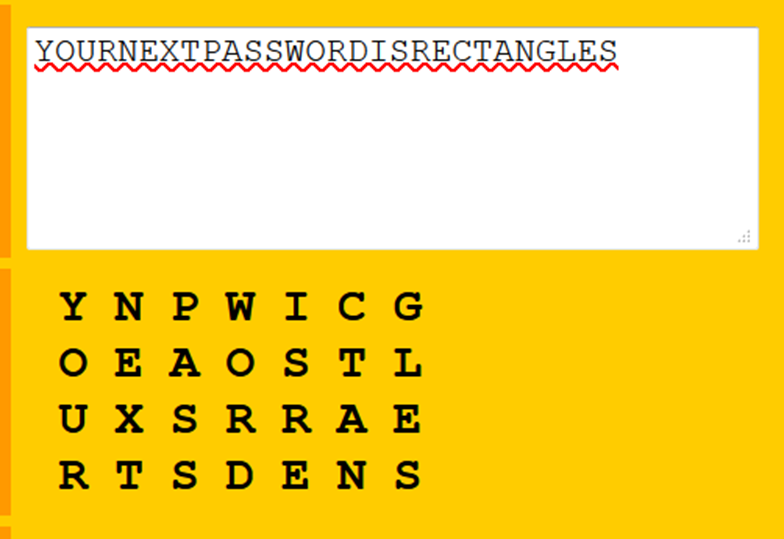 YOURNEXTPASSWORDISRECTANGLES
Y N P W I C G
O E A O S T L
U X S R R A E
R T S D E N S